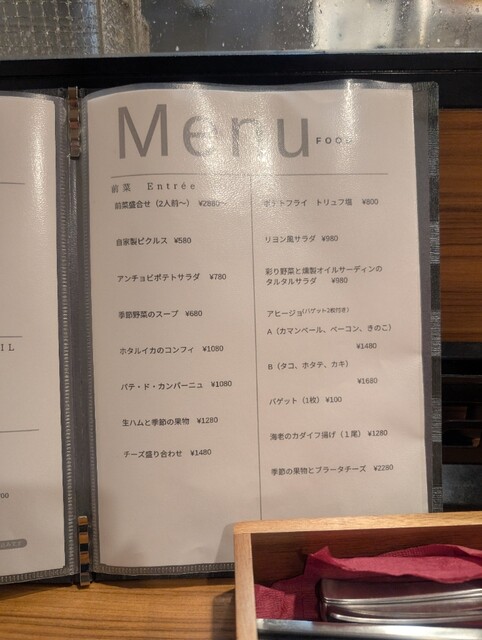 Menu FOOD
前菜 Entrée
前菜盛合せ（2人前〜） ¥2880〜
自家製ピクルス ¥580
アンチョビポテトサラダ ¥780
季節野菜のスープ ¥680
ホタルイカのコンフィ ¥1080
パテ・ド・カンパーニュ ¥1080
生ハムと季節の果物 ¥1280
チーズ盛り合わせ ¥1480
ポテトフライ トリュフ塩 ¥800
リヨン風サラダ ¥980
彩り野菜と燻製オイルサーディンの
タルタルサラダ ¥980
アヒージョ(バゲット2枚付き)
A（カマンベール、ベーコン、きのこ）
¥1480
B（タコ、ホタテ、カキ）
¥1680
バゲット（1枚）¥100
海老のカダイフ揚げ（１尾）¥1280
季節の果物とブラータチーズ ¥2280